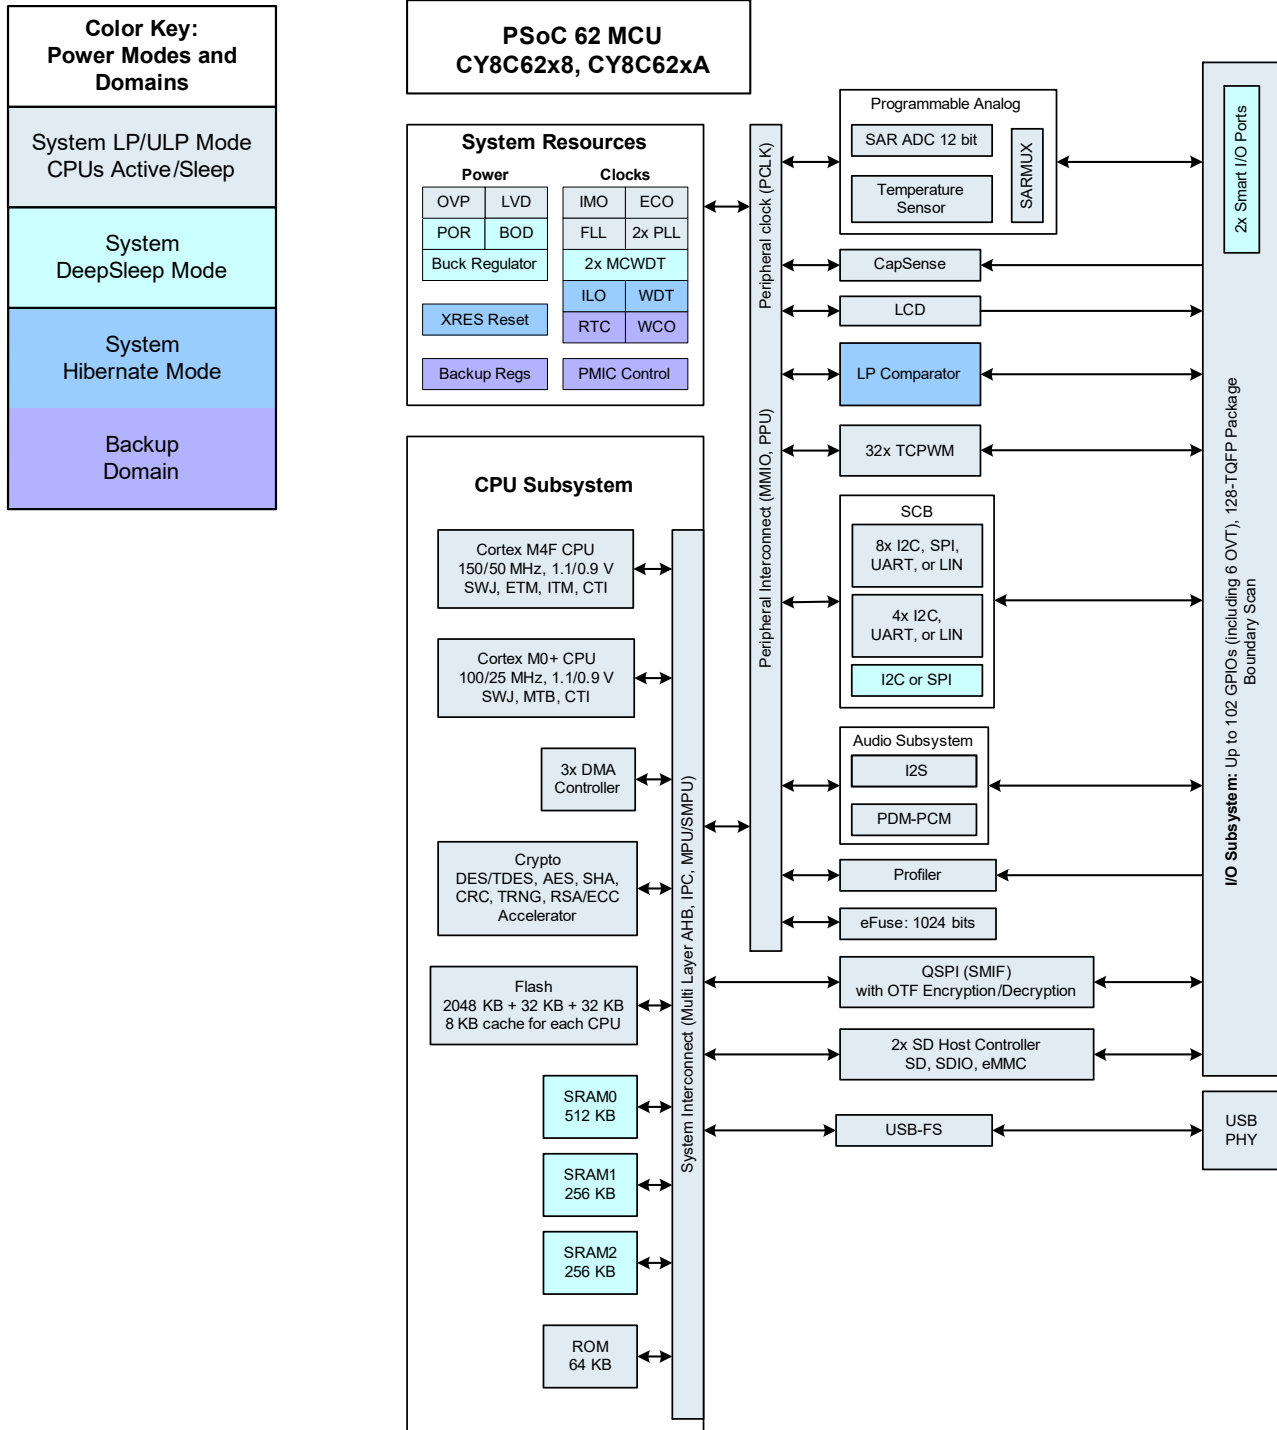 Color Key:
Power Modes and
Domains
System LP/ULP Mode
CPUs Active/Sleep
System
DeepSleep Mode
System
Hibernate Mode
Backup
Domain
PSoC 62 MCU
CY8C62x8, CY8C62xA
System Resources
Power
Clocks
OVP
LVD
IMO
ECO
POR
BOD
FLL
2x PLL
Buck Regulator
2x MCWDT
XRES Reset
ILO
WDT
RTC
WCO
Backup Regs
PMIC Control
CPU Subsystem
Cortex M4F CPU
150/50 MHz, 1.1/0.9 V
SWJ, ETM, ITM, CTI
Cortex M0+ CPU
100/25 MHz, 1.1/0.9 V
SWJ, MTB, CTI
3x DMA
Controller
Crypto
DES/TDES, AES, SHA,
CRC, TRNG, RSA/ECC
Accelerator
Flash
2048 KB + 32 KB + 32 KB
8 KB cache for each CPU
SRAM0
512 KB
SRAM1
256 KB
SRAM2
256 KB
ROM
64 KB
System Interconnect (Multi Layer AHB, IPC, MPU/SMPU)
Peripheral Interconnect (MMIO, PPU)
Peripheral clock (PCLK)
Programmable Analog
SAR ADC 12 bit
Temperature
Sensor
SARMUX
CapSense
LCD
LP Comparator
32x TCPWM
SCB
8x I2C, SPI,
UART, or LIN
4x I2C,
UART, or LIN
I2C or SPI
Audio Subsystem
I2S
PDM-PCM
Profiler
eFuse: 1024 bits
QSPI (SMIF)
with OTF Encryption/Decryption
2x SD Host Controller
SD, SDIO, eMMC
USB-FS
2x Smart I/O Ports
I/O Subsystem: Up to 102 GPIOs (including 6 OVT), 128-TQFP Package
Boundary Scan
USB
PHY